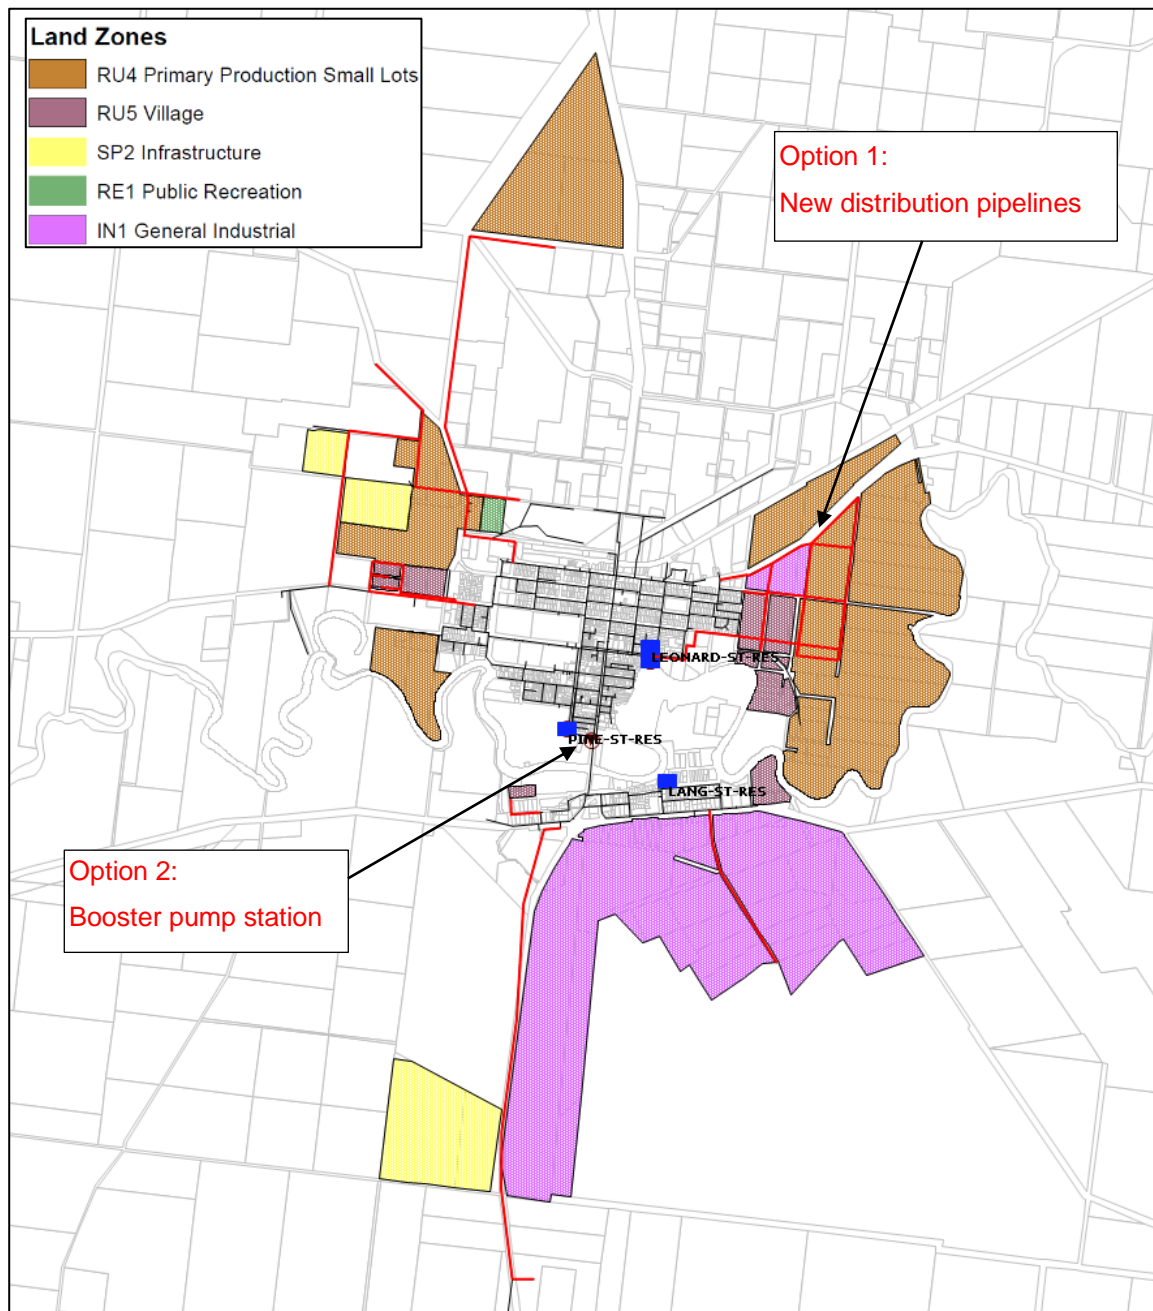 Land Zones
RU4 Primary Production Small Lots
RU5 Village
SP2 Infrastructure
RE1 Public Recreation
IN1 General Industrial
Option 1:
New distribution pipelines
LEONARD-ST-RES
PINE-ST-RES
LANG-ST-RES
Option 2:
Booster pump station